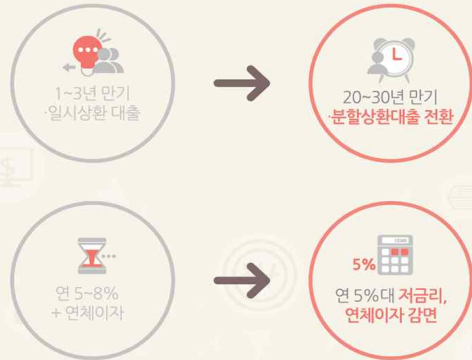 1~3년 만기
·일시상환 대출
20~30년 만기
·분할상환대출 전환
5%
연 5~8%
+ 연체이자
연 5%대 저금리,
연체이자 감면